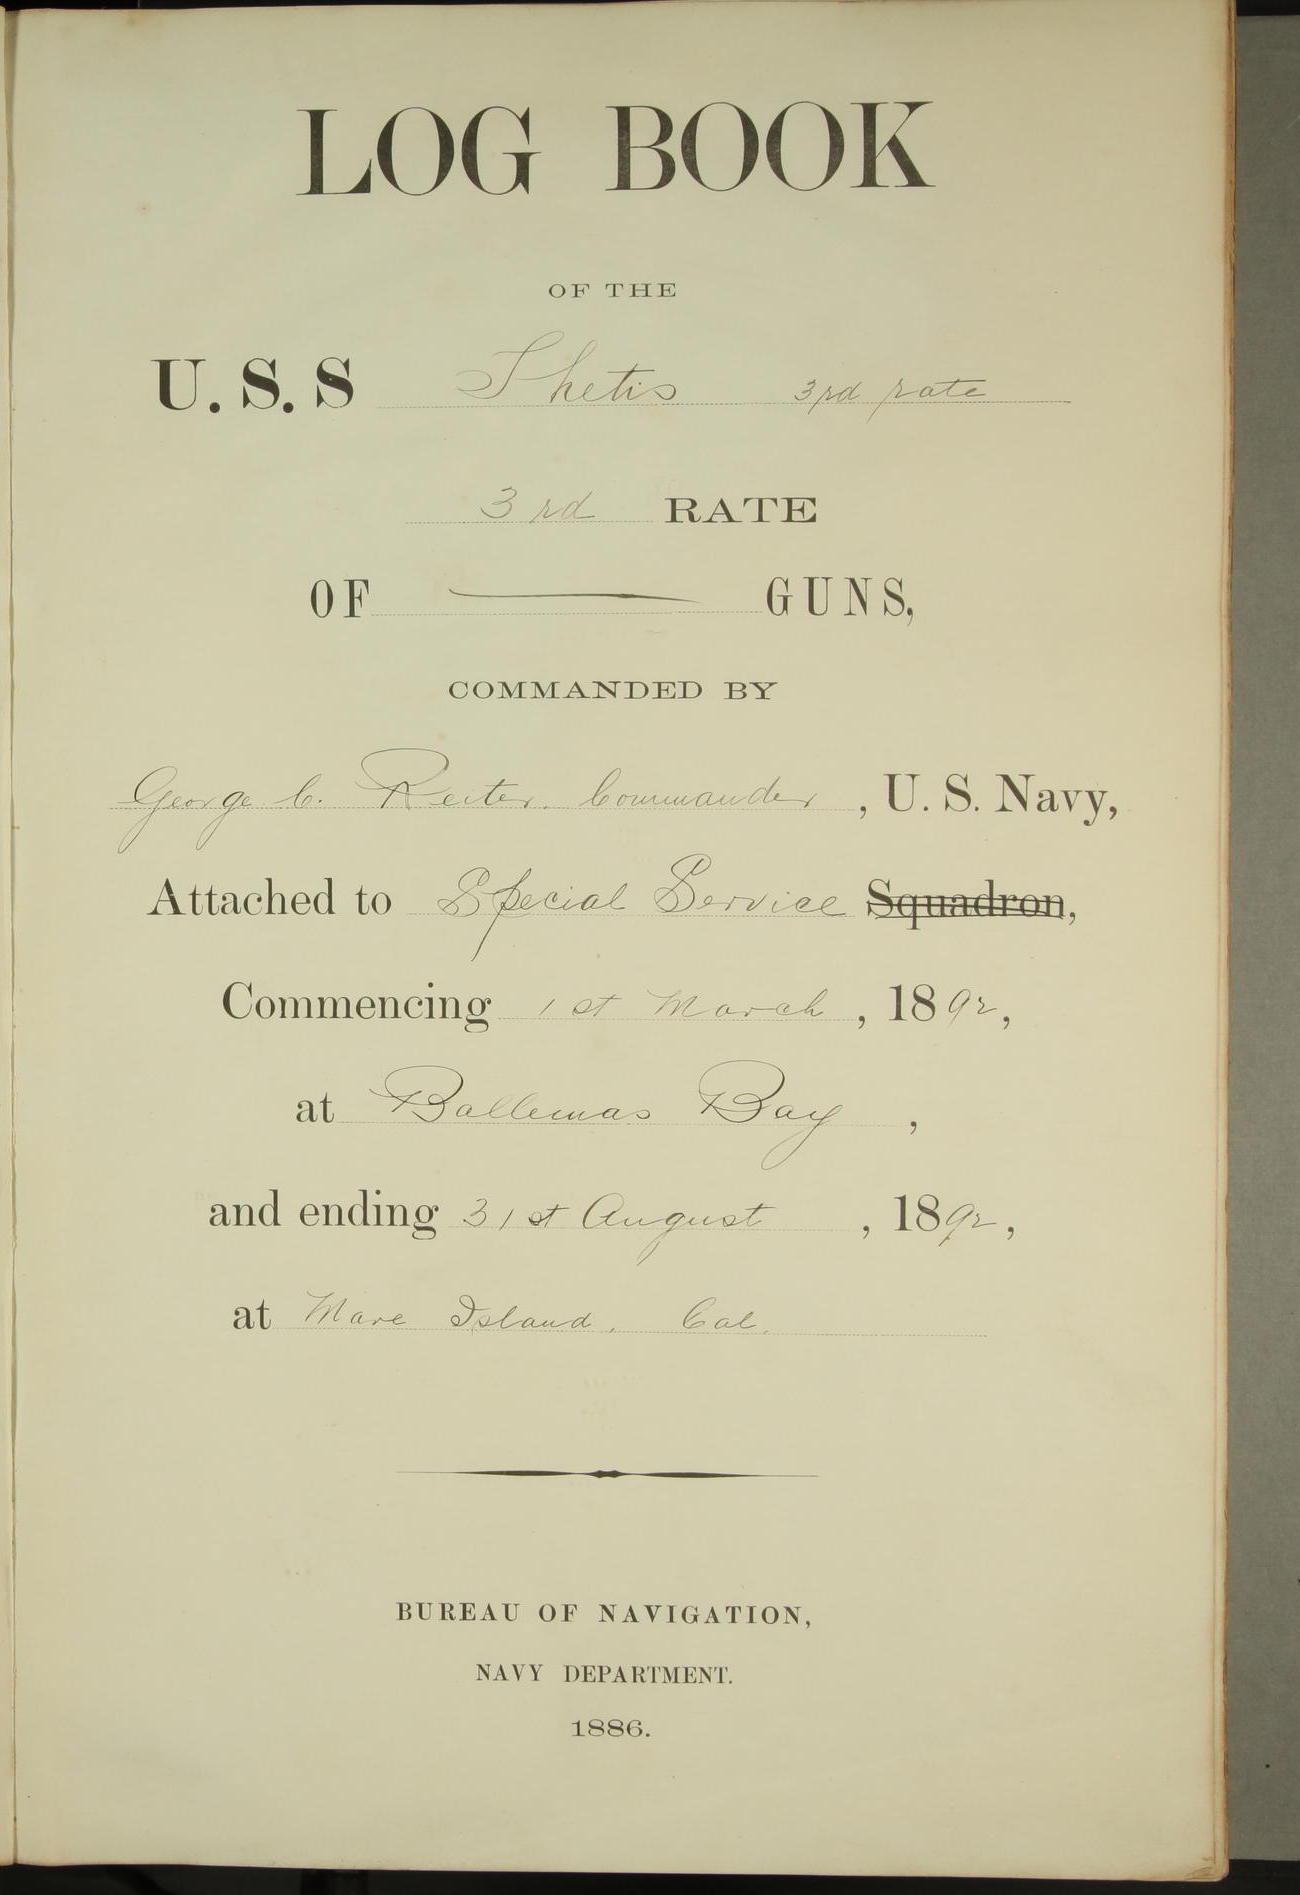 LOG BOOK
OF THE
U. S. S Thetis 3rd rate
3rd RATE
OF —— GUNS,
COMMANDED BY
George C. Reiter. Commander, U. S. Navy,
Attached to Special Service Squadron,
Commencing 1st March, 1892,
at Ballenas Bay,
and ending 31st August, 1892,
at Mare Island, Cal.
BUREAU OF NAVIGATION,
NAVY DEPARTMENT.
1886.